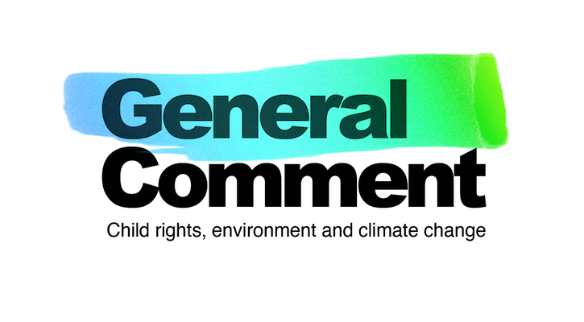 General
Comment
Child rights, environment and climate change